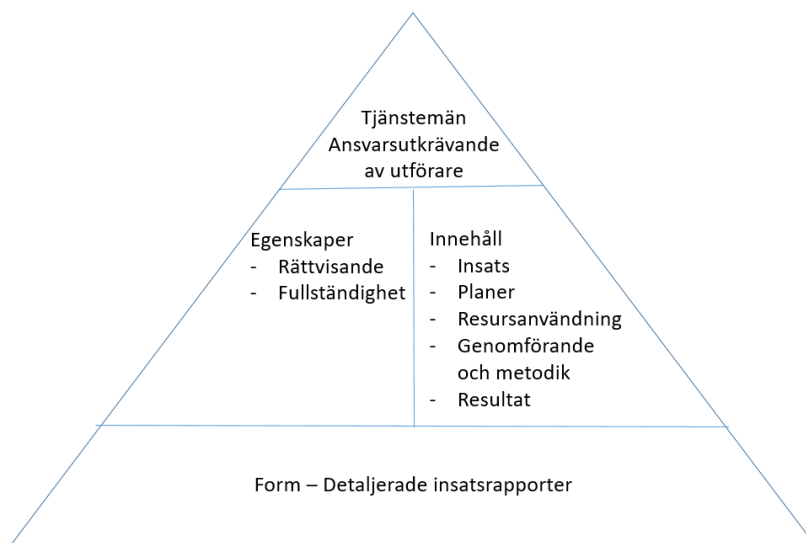 Tjänstemän
Ansvarsutkrävande
av utförare
Egenskaper
- Rättvisande
- Fullständighet
Innehåll
- Insats
- Planer
- Resursanvändning
- Genomförande
och metodik
- Resultat
Form – Detaljerade insatsrapporter